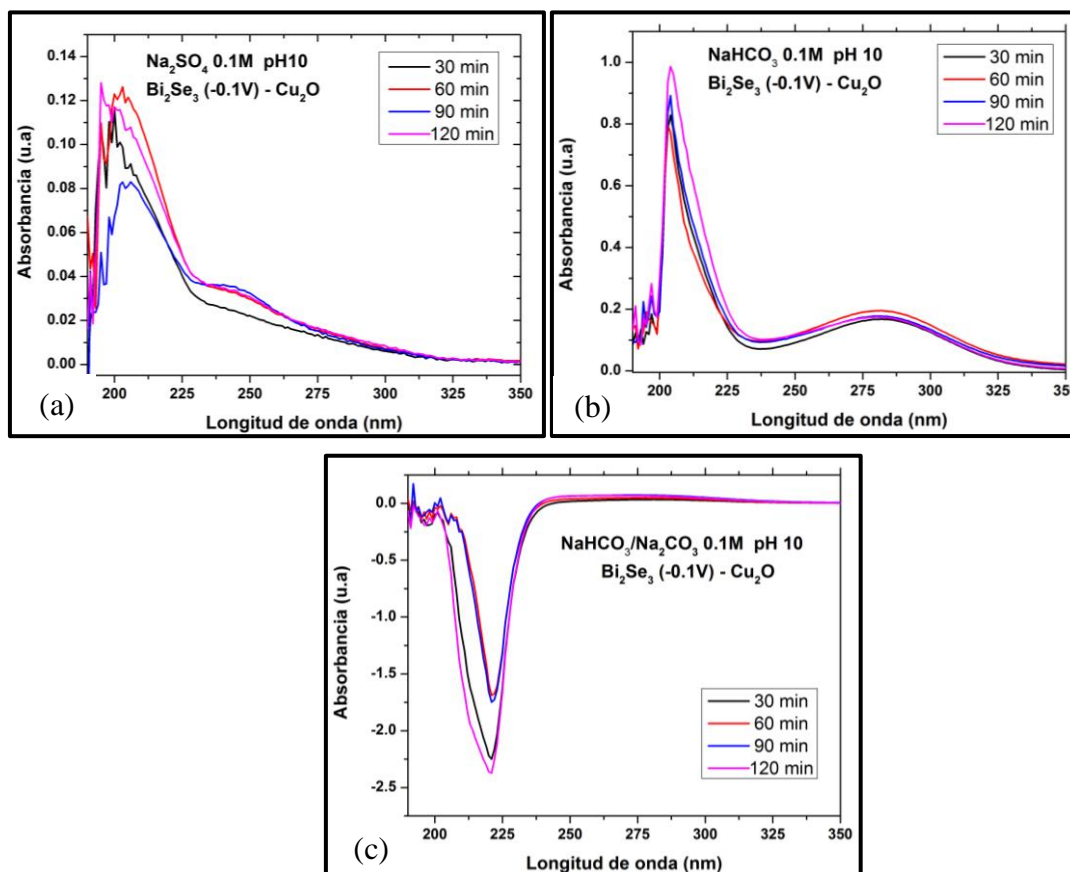 Na₂SO₄ 0.1M pH10
Bi₂Se₃ (-0.1V) - Cu₂O
30 min
60 min
90 min
120 min
Absorbancia (u.a)
0.14
0.12
0.10
0.08
0.06
0.04
0.02
0.00
200
225
250
275
300
325
350
Longitud de onda (nm)
(a)
NaHCO₃ 0.1M pH 10
Bi₂Se₃ (-0.1V) - Cu₂O
30 min
60 min
90 min
120 min
Absorbancia (u.a)
1.0
0.8
0.6
0.4
0.2
0.0
200
225
250
275
300
325
350
Longitud de onda (nm)
(b)
NaHCO₃/Na₂CO₃ 0.1M pH 10
Bi₂Se₃ (-0.1V) - Cu₂O
30 min
60 min
90 min
120 min
Absorbancia (u.a)
0.0
-0.5
-1.0
-1.5
-2.0
-2.5
200
225
250
275
300
325
350
Longitud de onda (nm)
(c)